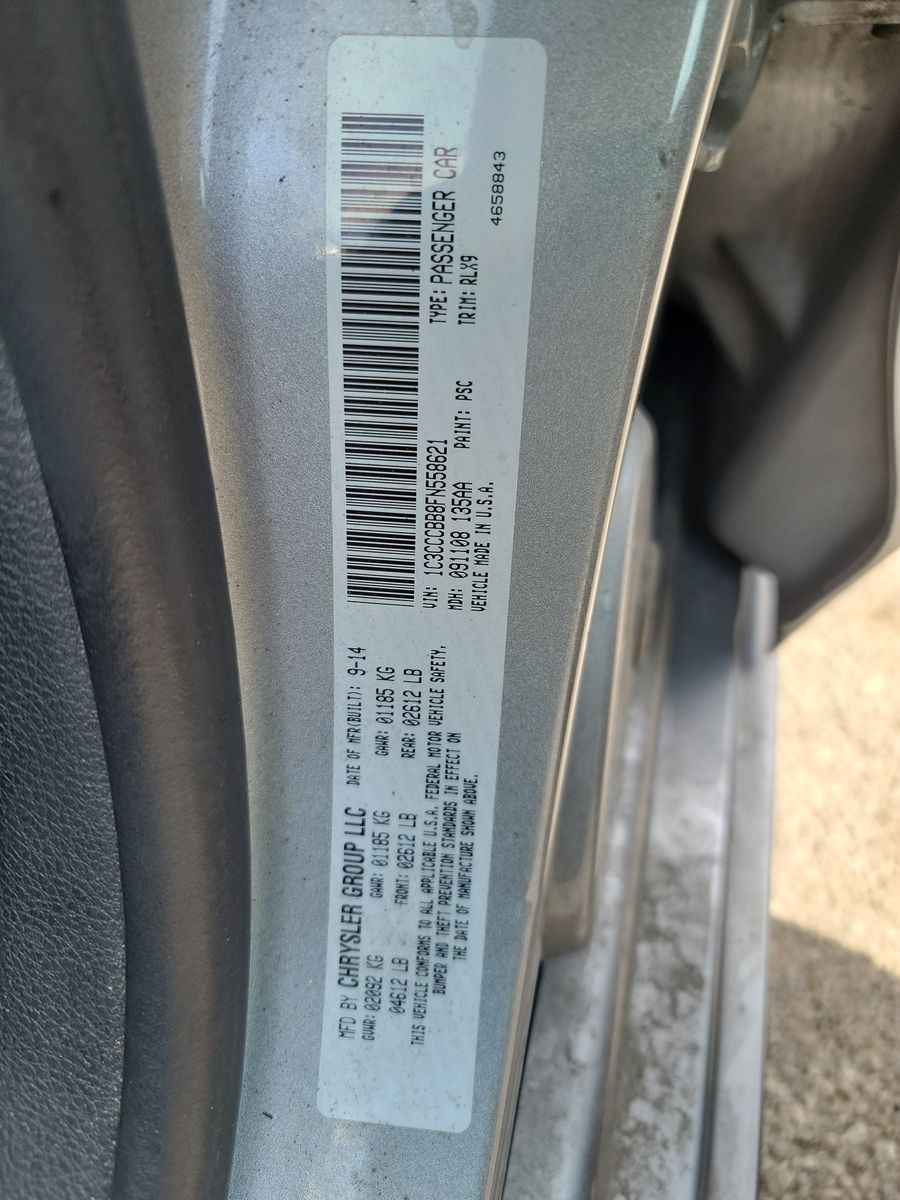 MFD BY CHRYSLER GROUP LLC DATE OF MFR(BUILT): 9-14
GVWR: 02092 KG GAWR: 01185 KG GAWR: 01185 KG
04612 LB FRONT: 02612 LB REAR: 02612 LB
THIS VEHICLE CONFORMS TO ALL APPLICABLE U.S.A. FEDERAL MOTOR VEHICLE SAFETY,
BUMPER AND THEFT PREVENTION STANDARDS IN EFFECT ON
THE DATE OF MANUFACTURE SHOWN ABOVE.
VIN: 1C3CCCBB8FN558621 TYPE: PASSENGER CAR
MDH: 091108 135AA PAINT: PSC TRIM: RLX9
VEHICLE MADE IN U.S.A.
4658843